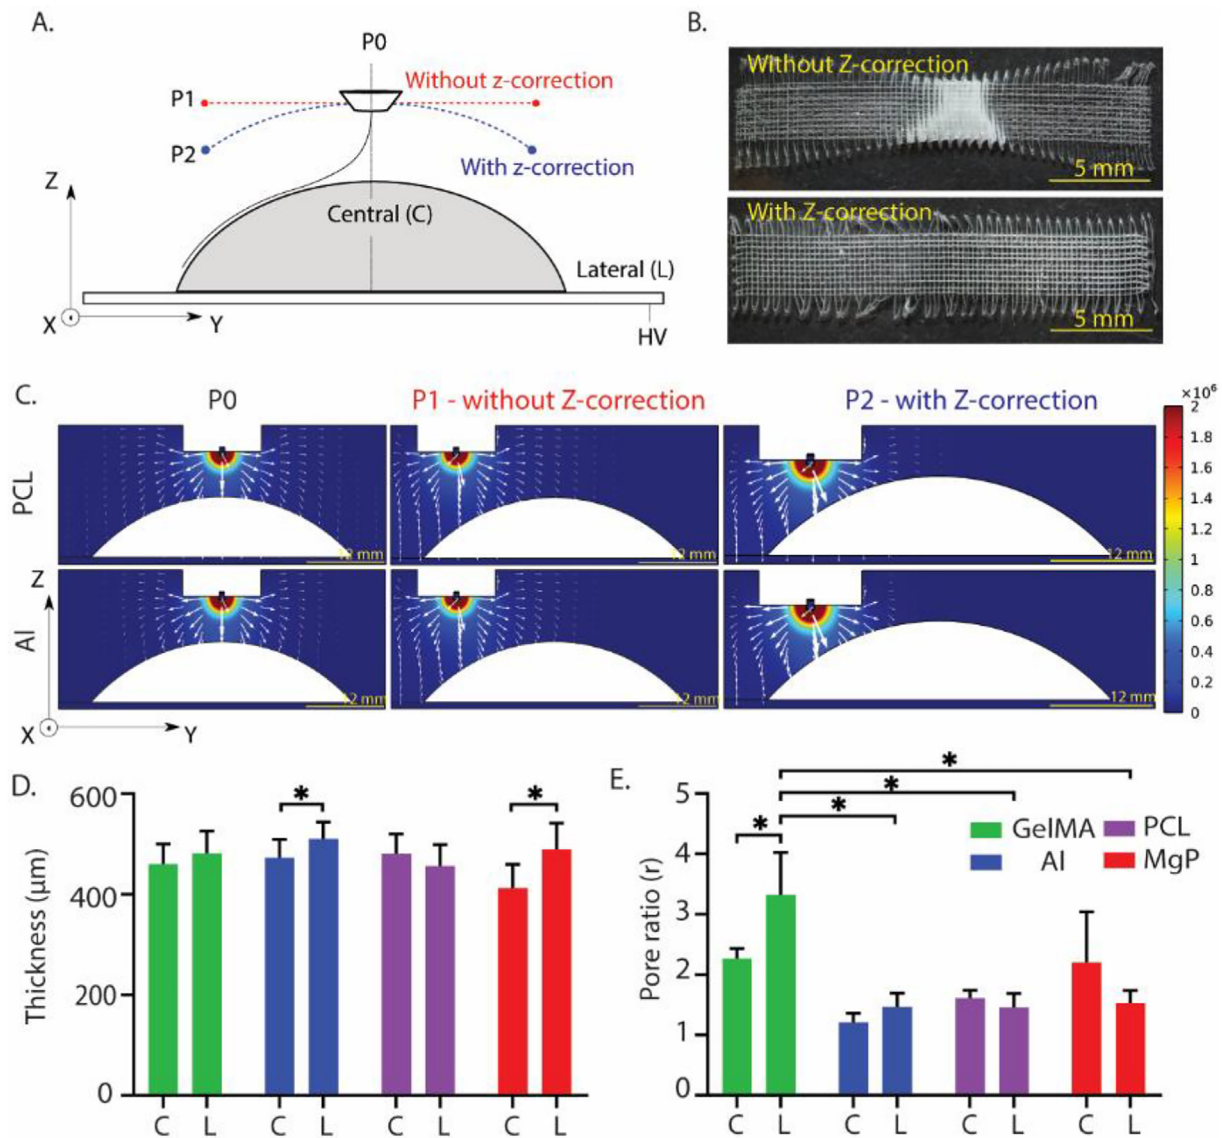 A.
P0
Without z-correction
P1
P2
With z-correction
Z
Central (C)
Lateral (L)
X
Y
HV
B.
Without Z-correction
5 mm
With Z-correction
5 mm
C.
P0
P1 - without Z-correction
P2 - with Z-correction
×10⁶
2
1.8
1.6
1.4
1.2
1
0.8
0.6
0.4
0.2
0
PCL
12 mm
12 mm
12 mm
Al
12 mm
12 mm
12 mm
Z
X
Y
D.
Thickness (µm)
600
400
200
0
* *
C L C L C L C L
E.
Pore ratio (r)
5
4
3
2
1
0
*
*
*
*
GelMA PCL
Al MgP
C L C L C L C L